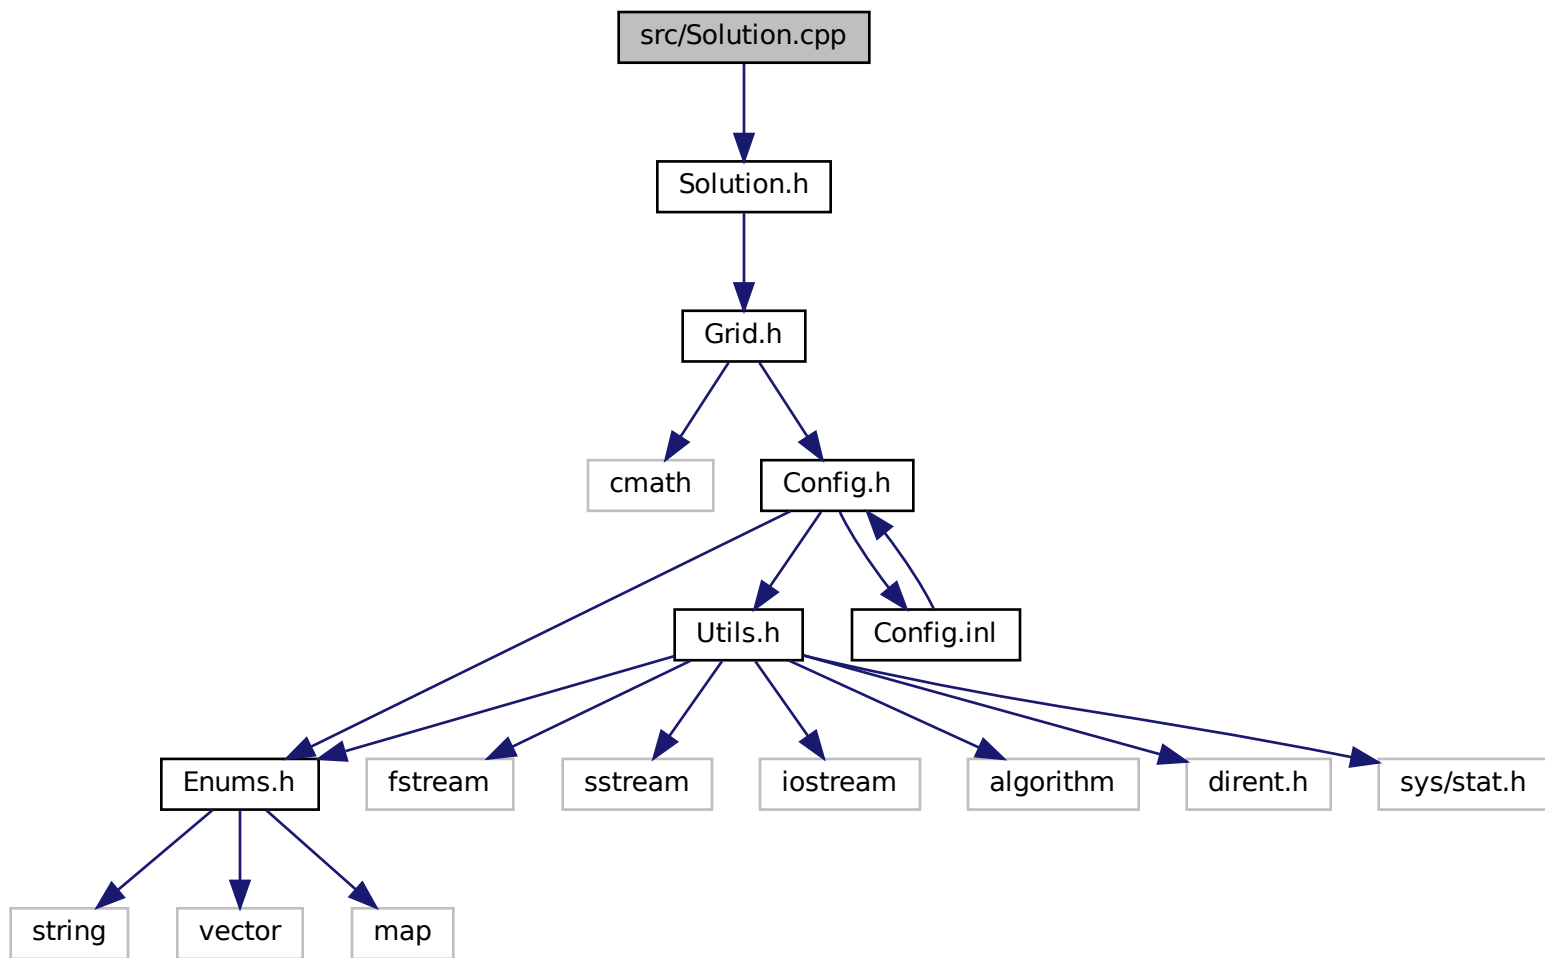 src/Solution.cpp
Solution.h
Grid.h
cmath
Config.h
Utils.h
Config.inl
Enums.h
fstream
sstream
iostream
algorithm
dirent.h
sys/stat.h
string
vector
map